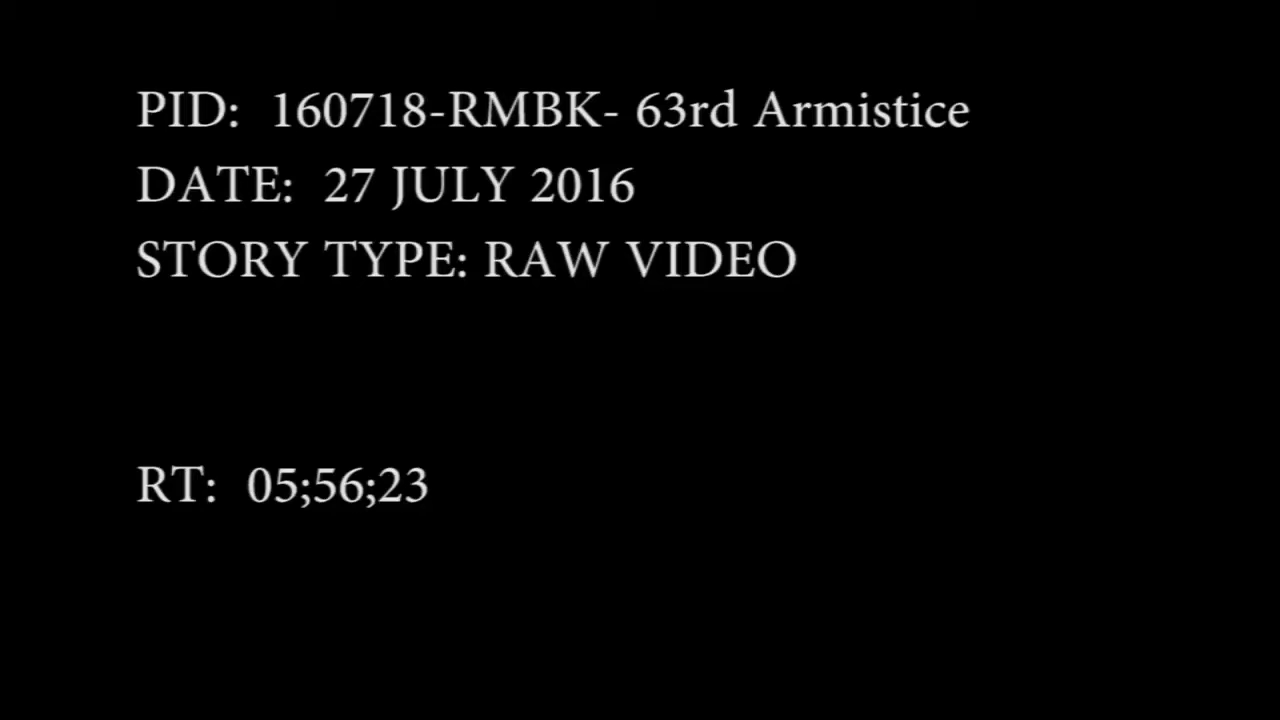 PID:  160718-RMBK- 63rd Armistice
DATE:  27 JULY 2016
STORY TYPE: RAW VIDEO
RT:  05;56;23